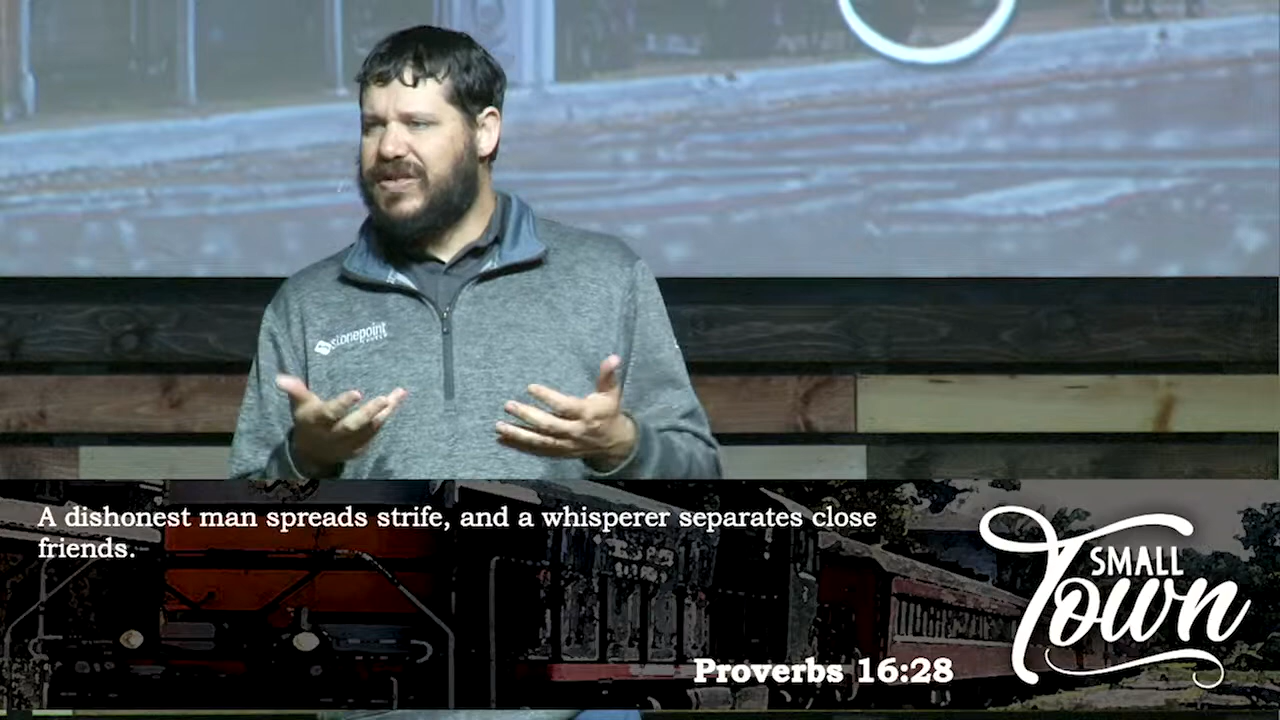 stonepoint
A dishonest man spreads strife, and a whisperer separates close
friends.
SMALL
Town
Proverbs 16:28